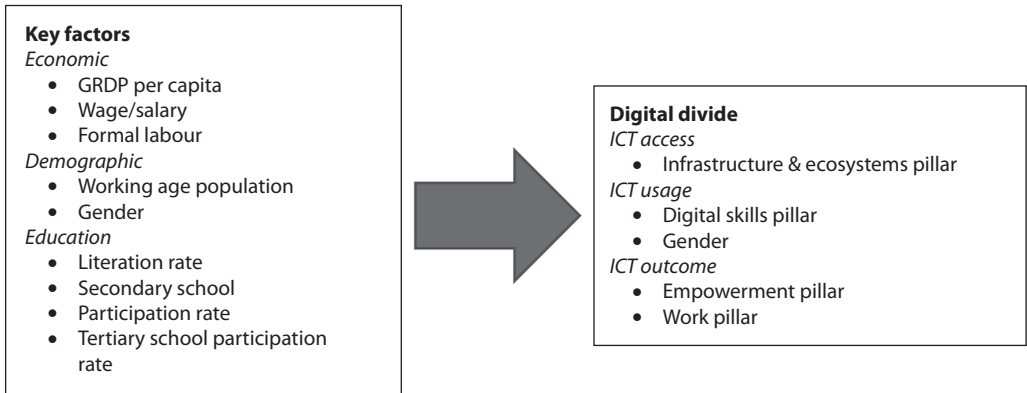 Key factors
Economic
• GRDP per capita
• Wage/salary
• Formal labour
Demographic
• Working age population
• Gender
Education
• Literation rate
• Secondary school
• Participation rate
• Tertiary school participation
rate
Digital divide
ICT access
• Infrastructure & ecosystems pillar
ICT usage
• Digital skills pillar
• Gender
ICT outcome
• Empowerment pillar
• Work pillar